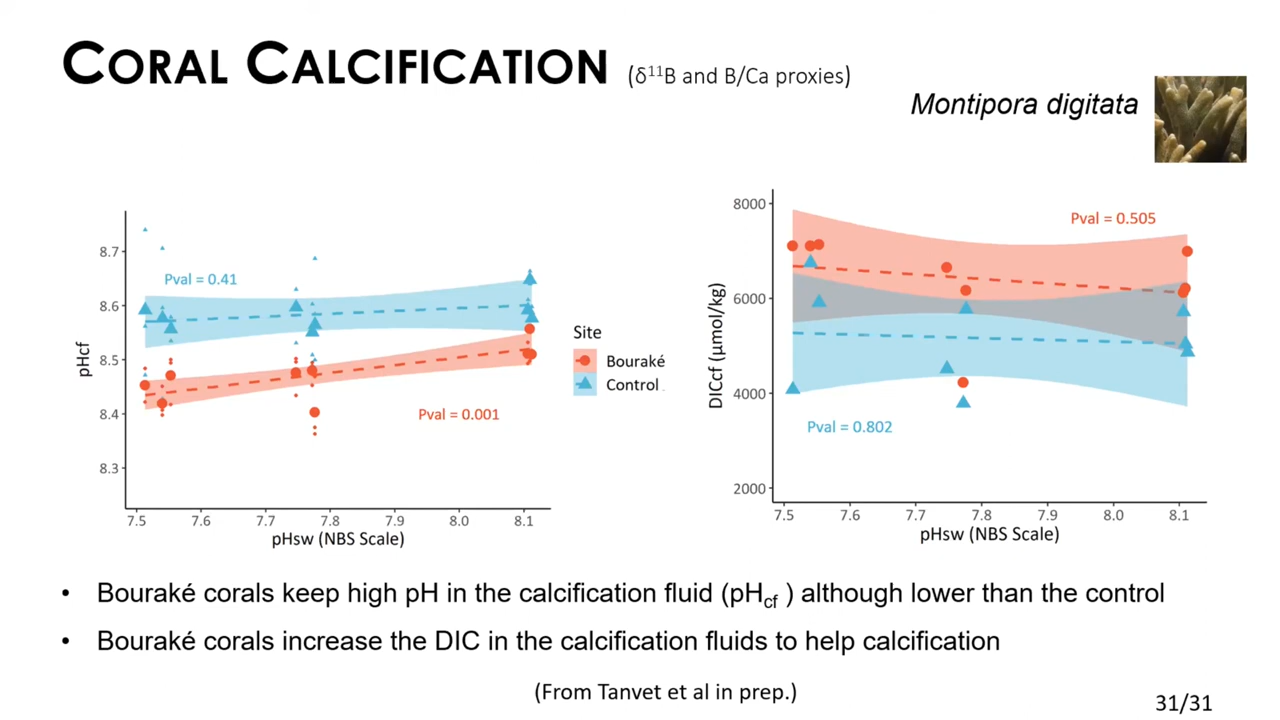 CORAL CALCIFICATION (δ¹¹B and B/Ca proxies)
Montipora digitata
8.7
8.6
8.5
8.4
8.3
pHcf
Pval = 0.41
Pval = 0.001
7.5 7.6 7.7 7.8 7.9 8.0 8.1
pHsw (NBS Scale)
Site
Bouraké
Control
8000
6000
4000
2000
DICcf (µmol/kg)
Pval = 0.505
Pval = 0.802
7.5 7.6 7.7 7.8 7.9 8.0 8.1
pHsw (NBS Scale)
• Bouraké corals keep high pH in the calcification fluid (pHcf ) although lower than the control
• Bouraké corals increase the DIC in the calcification fluids to help calcification
(From Tanvet et al in prep.)
31/31